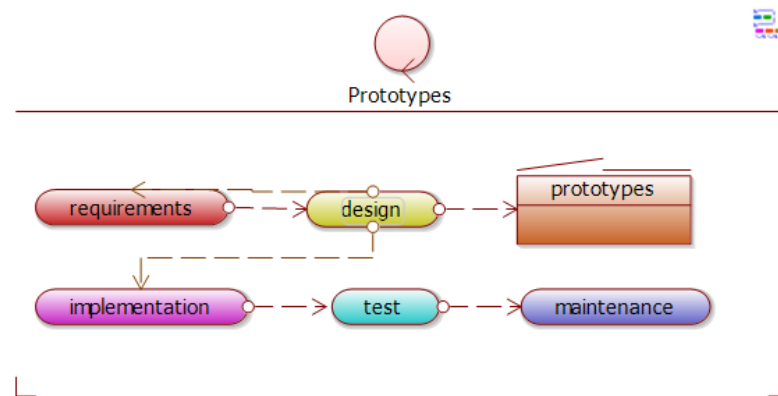 Prototypes
requirements
design
prototypes
implementation
test
maintenance